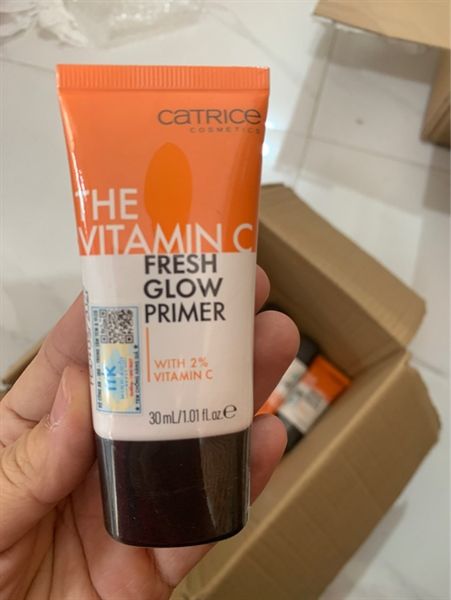 CATRICE
COSMETICS
THE
VITAMIN C
FRESH
GLOW
PRIMER
WITH 2%
VITAMIN C
30 mL/1.01 fl.oz.℮